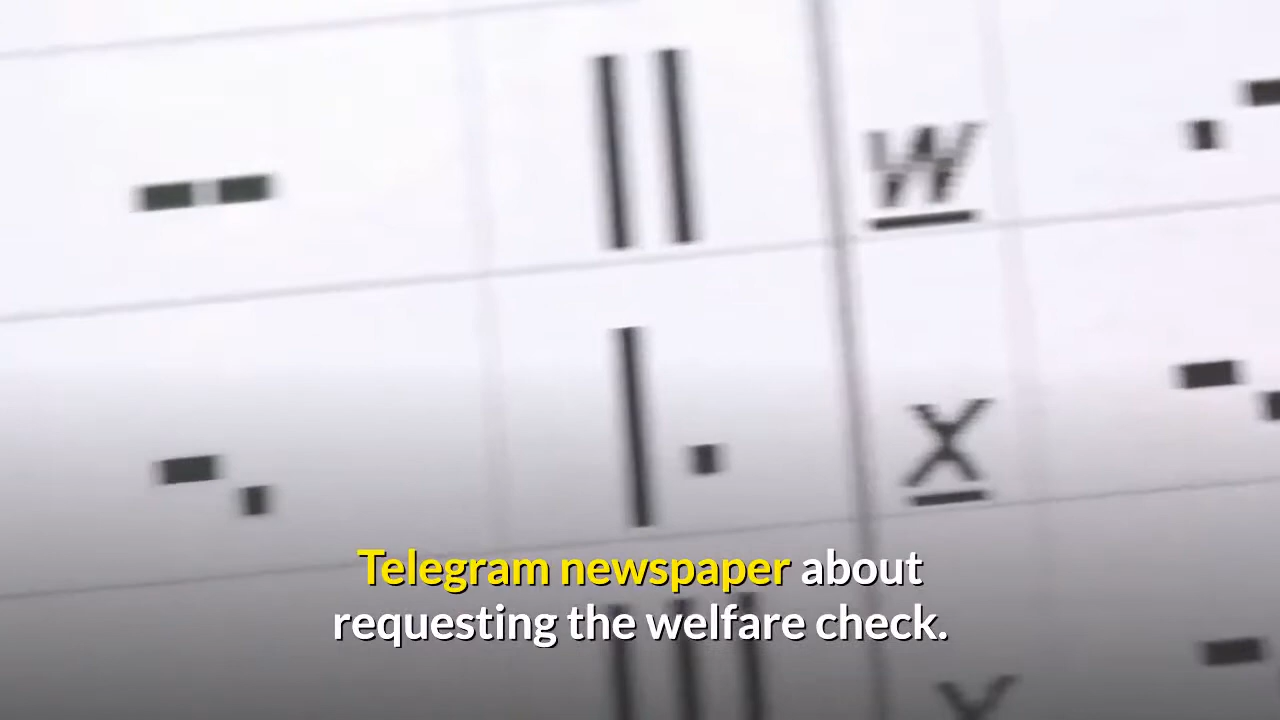 W
X
Y
Telegram newspaper about
requesting the welfare check.